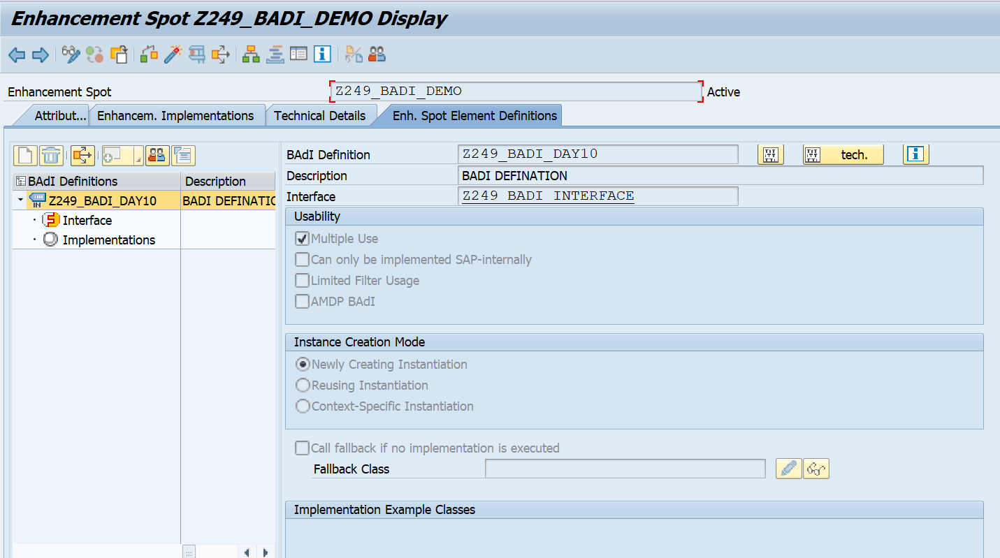 Enhancement Spot Z249_BADI_DEMO Display
Enhancement Spot Z249_BADI_DEMO Active
Attribut... Enhancem. Implementations Technical Details Enh. Spot Element Definitions
BAdI Definitions Description
Z249_BADI_DAY10 BADI DEFINATIC
Interface
Implementations
BAdI Definition Z249_BADI_DAY10 tech.
Description BADI DEFINATION
Interface Z249_BADI_INTERFACE
Usability
Multiple Use
Can only be implemented SAP-internally
Limited Filter Usage
AMDP BAdI
Instance Creation Mode
Newly Creating Instantiation
Reusing Instantiation
Context-Specific Instantiation
Call fallback if no implementation is executed
Fallback Class
Implementation Example Classes